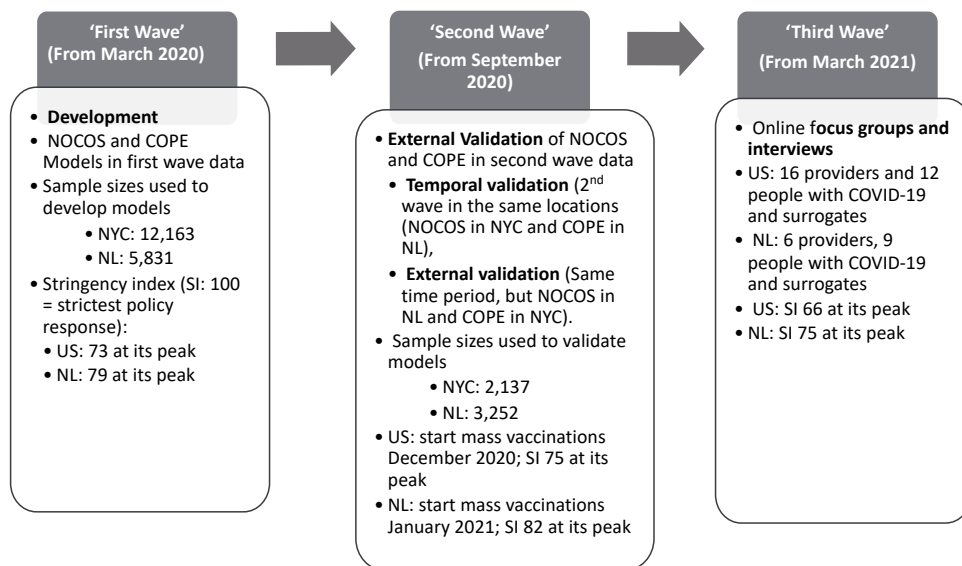 'First Wave'
(From March 2020)
• Development
• NOCOS and COPE
Models in first wave data
• Sample sizes used to
develop models
• NYC: 12,163
• NL: 5,831
• Stringency index (SI: 100
= strictest policy
response):
• US: 73 at its peak
• NL: 79 at its peak
'Second Wave'
(From September
2020)
• External Validation of NOCOS
and COPE in second wave data
• Temporal validation (2nd
wave in the same locations
(NOCOS in NYC and COPE in
NL),
• External validation (Same
time period, but NOCOS in
NL and COPE in NYC).
• Sample sizes used to validate
models
• NYC: 2,137
• NL: 3,252
• US: start mass vaccinations
December 2020; SI 75 at its
peak
• NL: start mass vaccinations
January 2021; SI 82 at its peak
'Third Wave'
(From March 2021)
• Online focus groups and
interviews
• US: 16 providers and 12
people with COVID-19
and surrogates
• NL: 6 providers, 9
people with COVID-19
and surrogates
• US: SI 66 at its peak
• NL: SI 75 at its peak